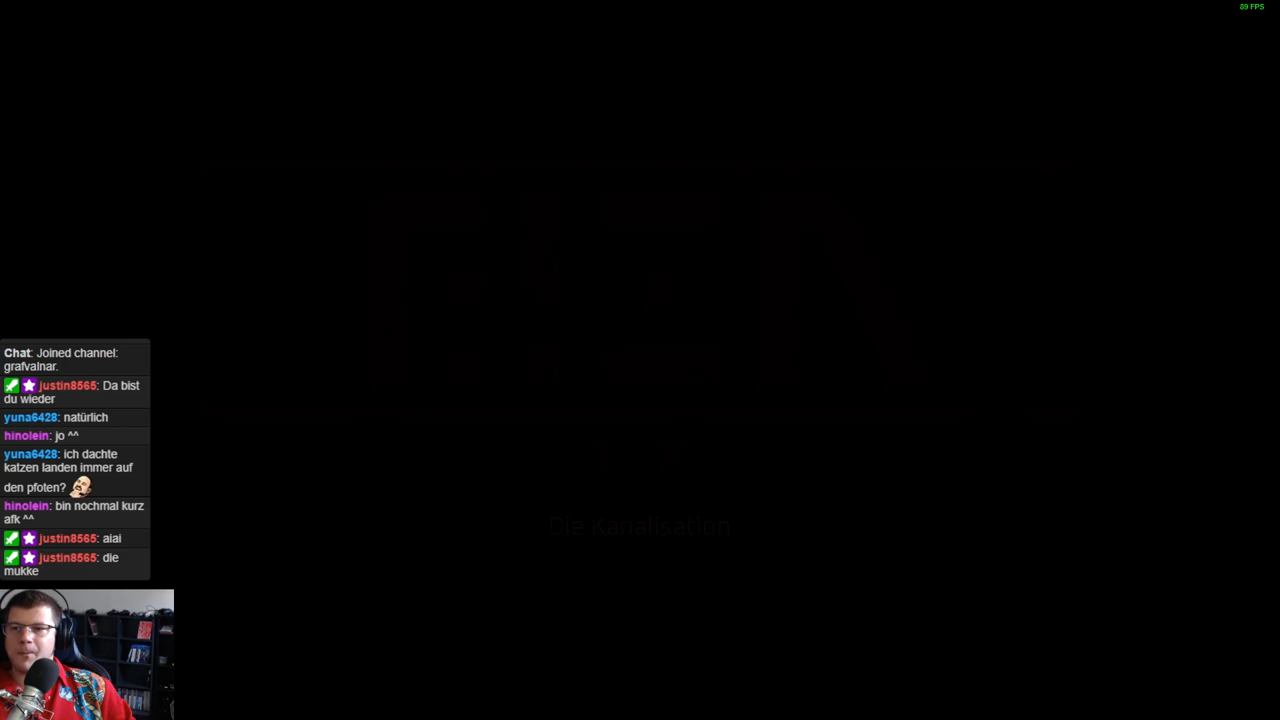 89 FPS
Chat: Joined channel:
grafvalnar.
justin8565: Da bist
du wieder
yuna6428: natürlich
hinolein: jo ^^
yuna6428: ich dachte
katzen landen immer auf
den pfoten?
hinolein: bin nochmal kurz
afk ^^
justin8565: aiai
justin8565: die
mukke
Die Kanalisation